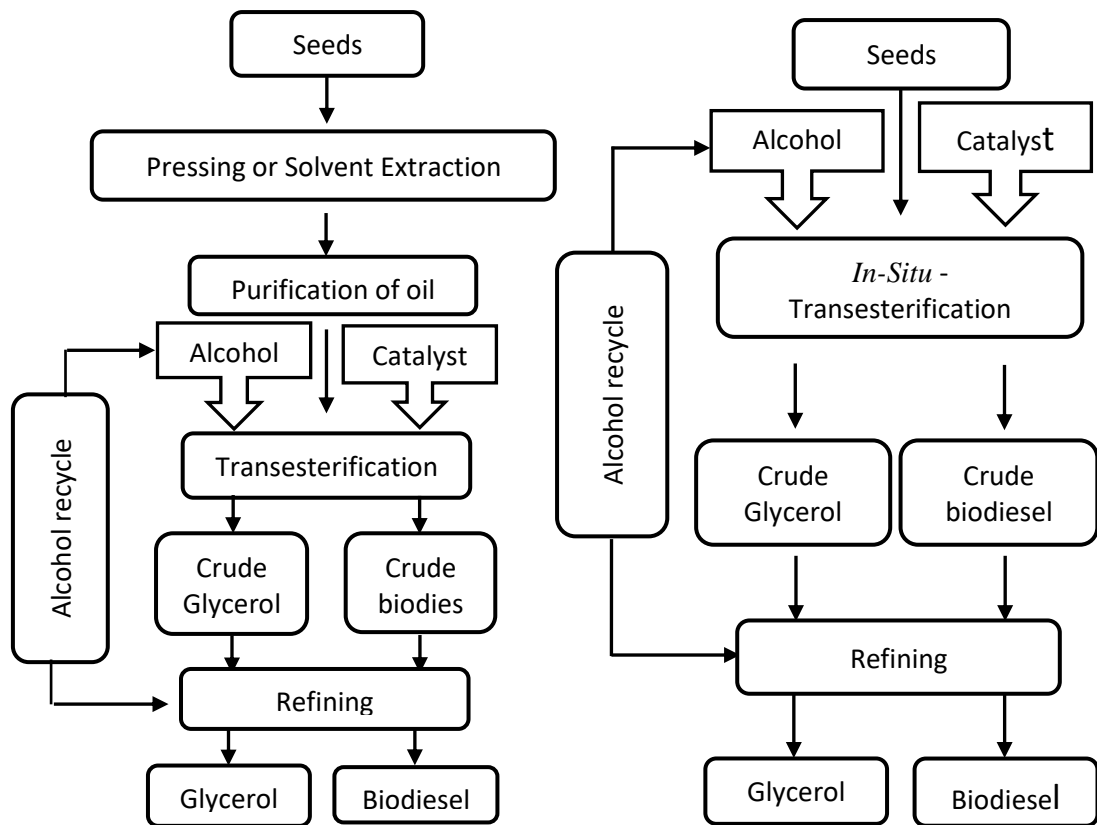 Seeds
Pressing or Solvent Extraction
Purification of oil
Alcohol
Catalyst
Alcohol recycle
Transesterification
Crude
Glycerol
Crude
biodies
Refining
Glycerol
Biodiesel
Seeds
Alcohol
Catalyst
Alcohol recycle
In-Situ -
Transesterification
Crude
Glycerol
Crude
biodiesel
Refining
Glycerol
Biodiesel